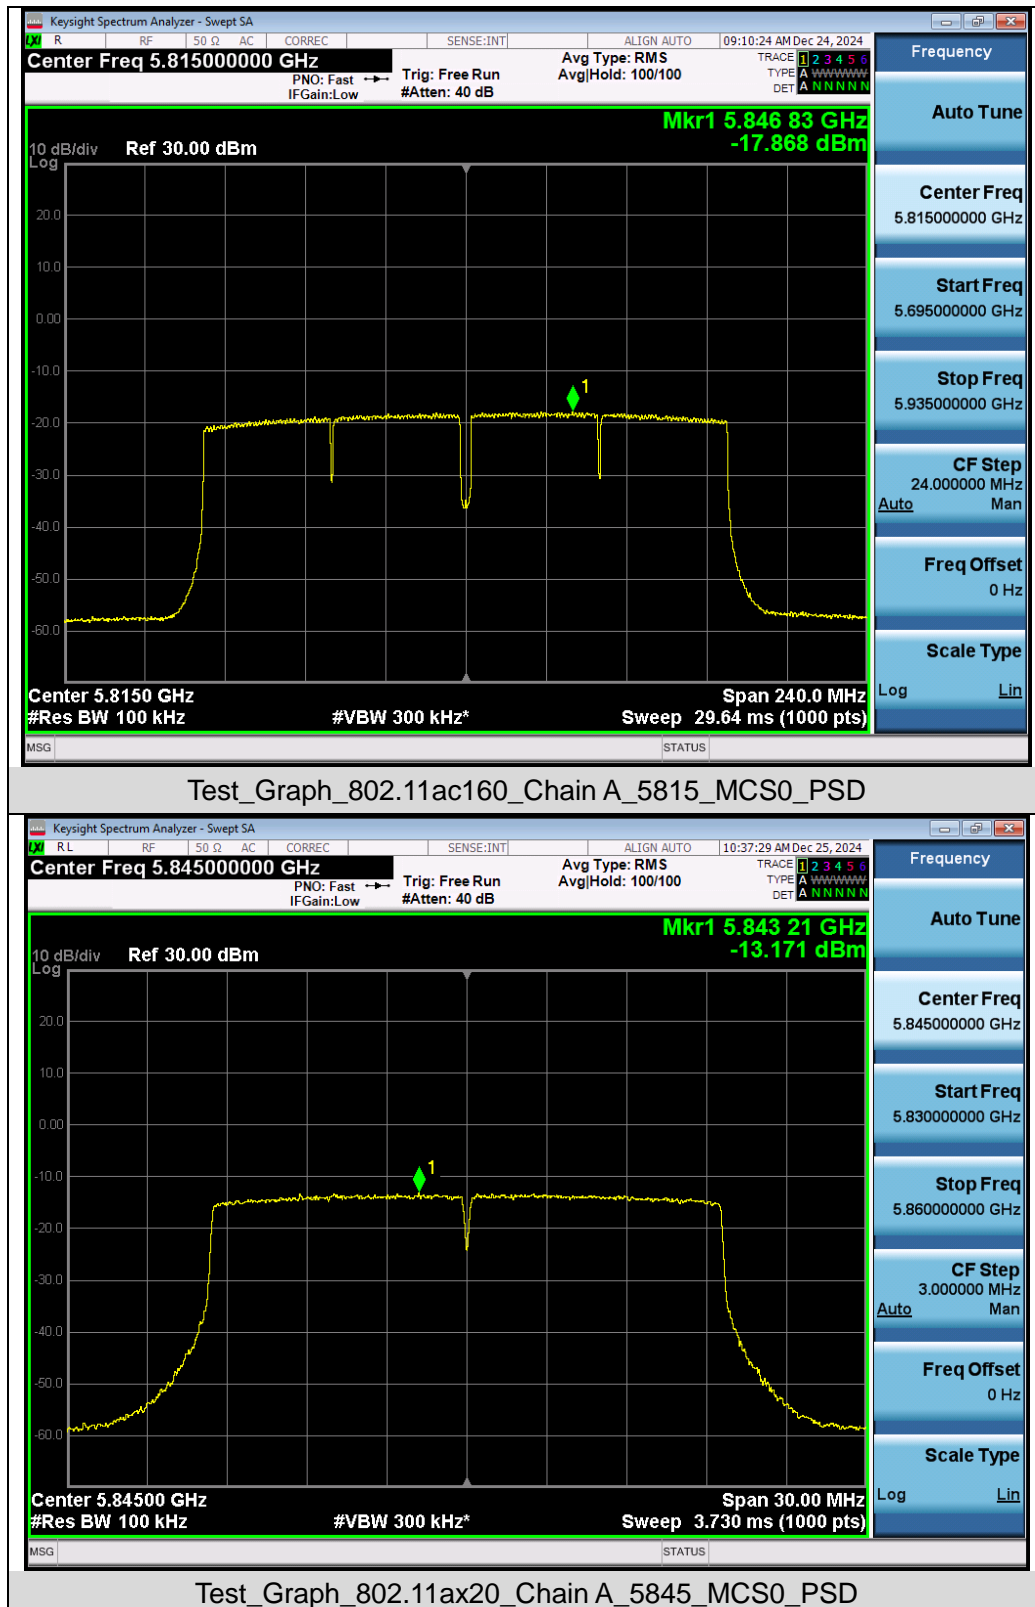 Keysight Spectrum Analyzer - Swept SA
LXI R RF 50 Ω AC CORREC SENSE:INT ALIGN AUTO 09:10:24 AM Dec 24, 2024
Center Freq 5.815000000 GHz
PNO: Fast
IFGain:Low
Trig: Free Run
#Atten: 40 dB
Avg Type: RMS
Avg|Hold: 100/100
TRACE 1 2 3 4 5 6
TYPE A WWWWW
DET A N N N N N
Frequency
Auto Tune
Center Freq
5.815000000 GHz
Start Freq
5.695000000 GHz
Stop Freq
5.935000000 GHz
CF Step
24.000000 MHz
Auto Man
Freq Offset
0 Hz
Scale Type
Log Lin
Mkr1 5.846 83 GHz
-17.868 dBm
10 dB/div Ref 30.00 dBm
Log
20.0
10.0
0.00
1
-10.0
-20.0
-30.0
-40.0
-50.0
-60.0
Center 5.8150 GHz Span 240.0 MHz
#Res BW 100 kHz #VBW 300 kHz* Sweep 29.64 ms (1000 pts)
MSG STATUS
Test_Graph_802.11ac160_Chain A_5815_MCS0_PSD
Keysight Spectrum Analyzer - Swept SA
LXI R L RF 50 Ω AC CORREC SENSE:INT ALIGN AUTO 10:37:29 AM Dec 25, 2024
Center Freq 5.845000000 GHz
PNO: Fast
IFGain:Low
Trig: Free Run
#Atten: 40 dB
Avg Type: RMS
Avg|Hold: 100/100
TRACE 1 2 3 4 5 6
TYPE A WWWWW
DET A N N N N N
Frequency
Auto Tune
Center Freq
5.845000000 GHz
Start Freq
5.830000000 GHz
Stop Freq
5.860000000 GHz
CF Step
3.000000 MHz
Auto Man
Freq Offset
0 Hz
Scale Type
Log Lin
Mkr1 5.843 21 GHz
-13.171 dBm
10 dB/div Ref 30.00 dBm
Log
20.0
10.0
0.00
1
-10.0
-20.0
-30.0
-40.0
-50.0
-60.0
Center 5.84500 GHz Span 30.00 MHz
#Res BW 100 kHz #VBW 300 kHz* Sweep 3.730 ms (1000 pts)
MSG STATUS
Test_Graph_802.11ax20_Chain A_5845_MCS0_PSD